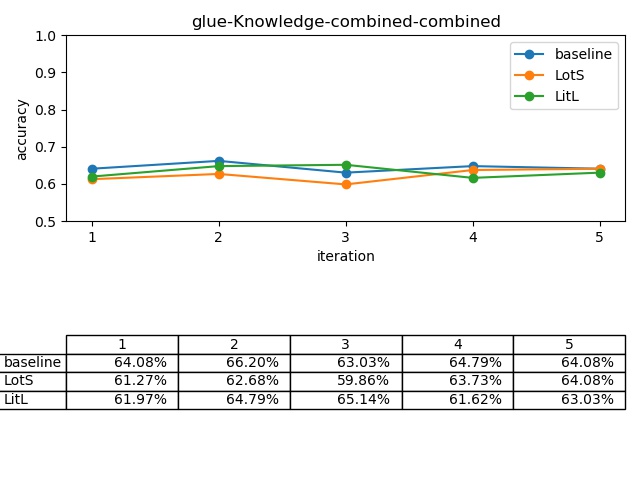 glue-Knowledge-combined-combined
1.0
0.9
0.8
0.7
0.6
0.5
accuracy
baseline
LotS
LitL
1 2 3 4 5
iteration
1 2 3 4 5
baseline 64.08% 66.20% 63.03% 64.79% 64.08%
LotS 61.27% 62.68% 59.86% 63.73% 64.08%
LitL 61.97% 64.79% 65.14% 61.62% 63.03%